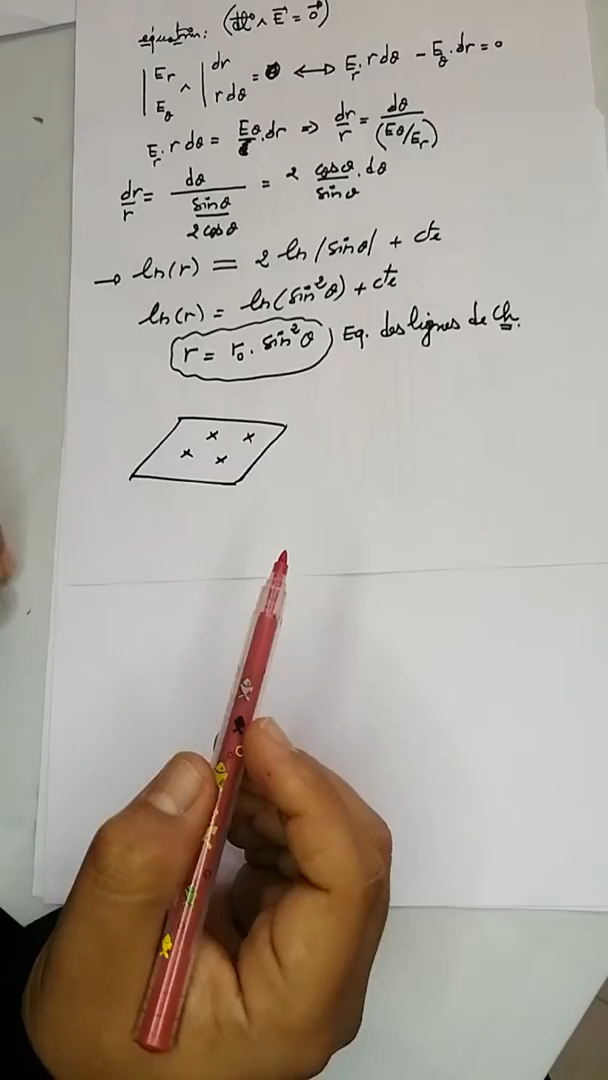 équation: (dl ∧ E⃗ = 0⃗)
| Er Eθ ∧ | dr rdθ = 0 ⟷ Er. rdθ - Eθ. dr = 0
Er. r dθ = Eθ. dr ⇒ dr/r = dθ/(Eθ/Er)
dr/r = dθ/(sinθ/2cosθ) = 2 cosθ/sinθ . dθ
→ ln(r) = 2 ln|sinθ| + cte
ln(r) = ln(sin²θ) + cte
r = r₀. sin²θ Eq. des lignes de ch.
x x x x